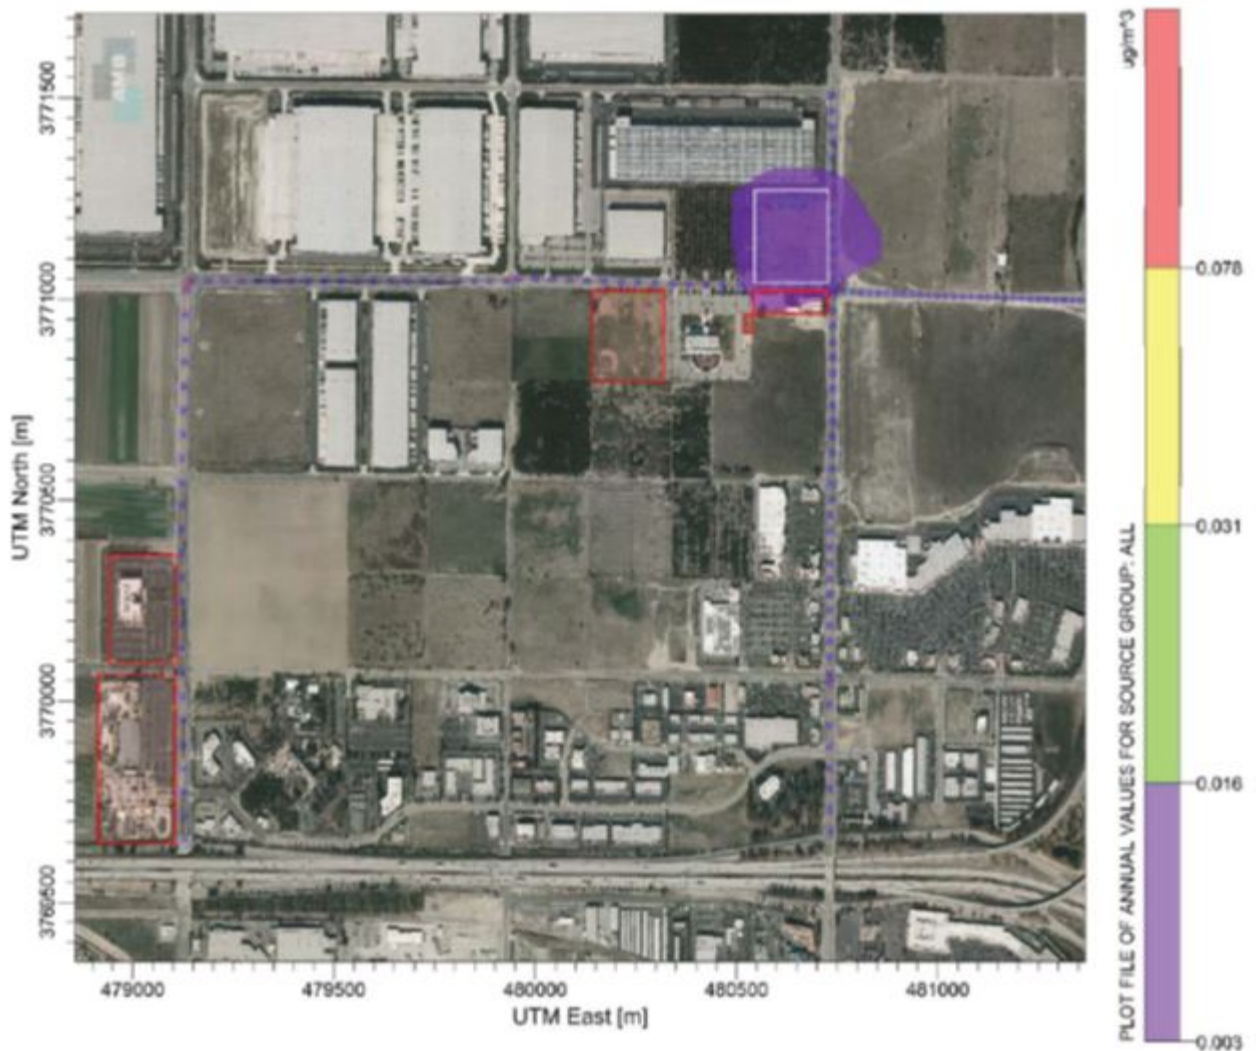 AMB
ug/m^3
3771500
3771000
3770500
3770000
3769500
UTM North [m]
479000
479500
480000
480500
481000
UTM East [m]
PLOT FILE OF ANNUAL VALUES FOR SOURCE GROUP: ALL
0.078
0.031
0.016
0.003